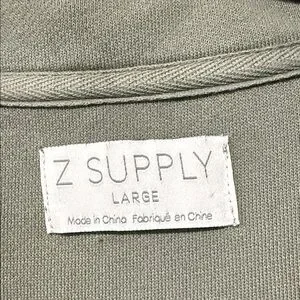 Z SUPPLY
LARGE
Made in China Fabriqué en Chine